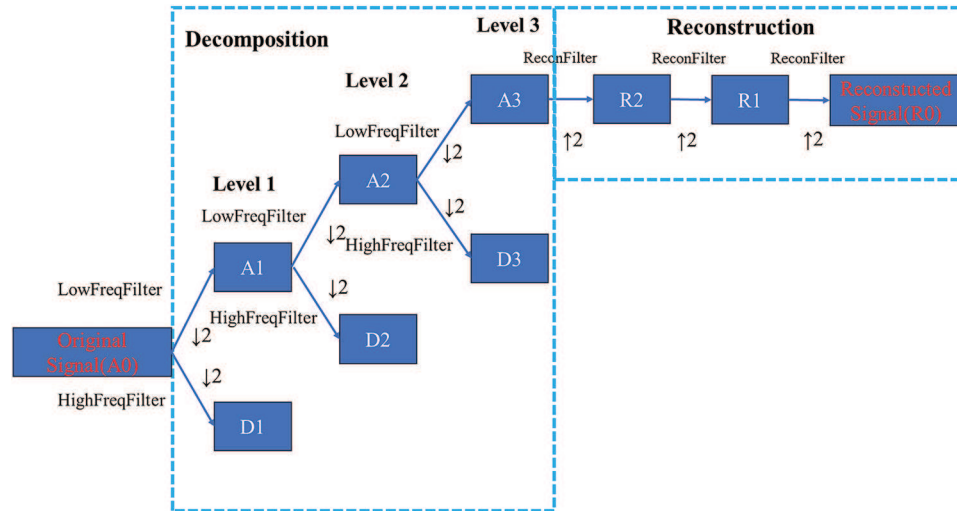 Decomposition
Level 3
Reconstruction
ReconFilter
ReconFilter
ReconFilter
Level 2
A3
R2
R1
Reconstucted
Signal(R0)
LowFreqFilter
↓2
↑2
↑2
↑2
Level 1
A2
LowFreqFilter
↓2
↓2
HighFreqFilter
A1
D3
LowFreqFilter
↓2
HighFreqFilter
Original
Signal(A0)
↓2
D2
↓2
HighFreqFilter
D1